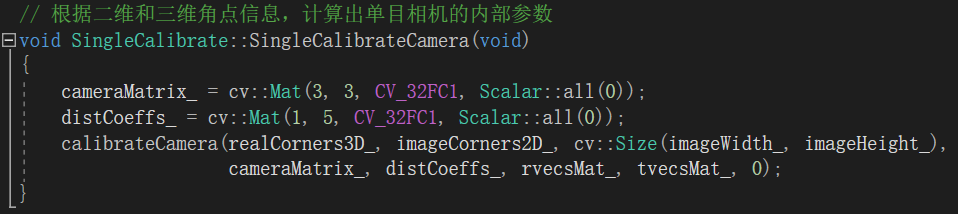 // 根据二维和三维角点信息，计算出单目相机的内部参数
void SingleCalibrate::SingleCalibrateCamera(void)
{
cameraMatrix_ = cv::Mat(3, 3, CV_32FC1, Scalar::all(0));
distCoeffs_ = cv::Mat(1, 5, CV_32FC1, Scalar::all(0));
calibrateCamera(realCorners3D_, imageCorners2D_, cv::Size(imageWidth_, imageHeight_),
cameraMatrix_, distCoeffs_, rvecsMat_, tvecsMat_, 0);
}